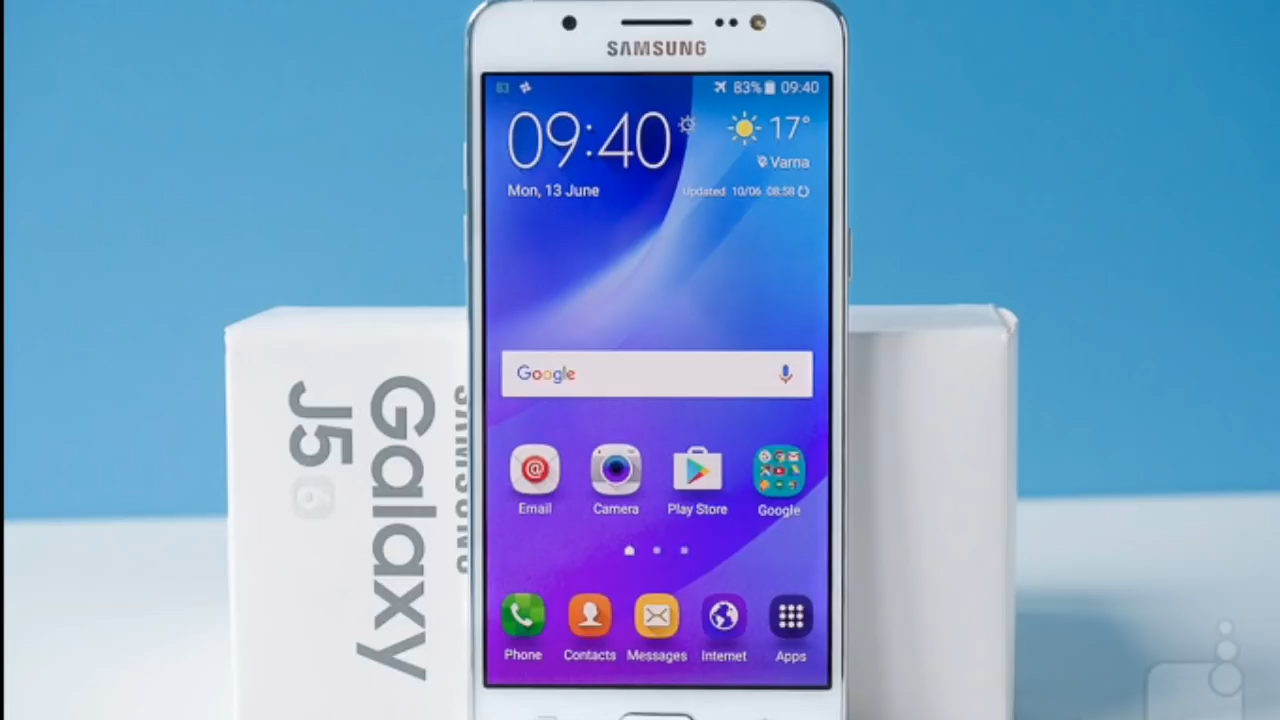 SAMSUNG
83% 09:40
09:40
17°
Varna
Mon, 13 June
Updated 10/06 08:58
Google
Email Camera Play Store Google
Phone Contacts Messages Internet Apps
SAMSUNG
Galaxy
J5